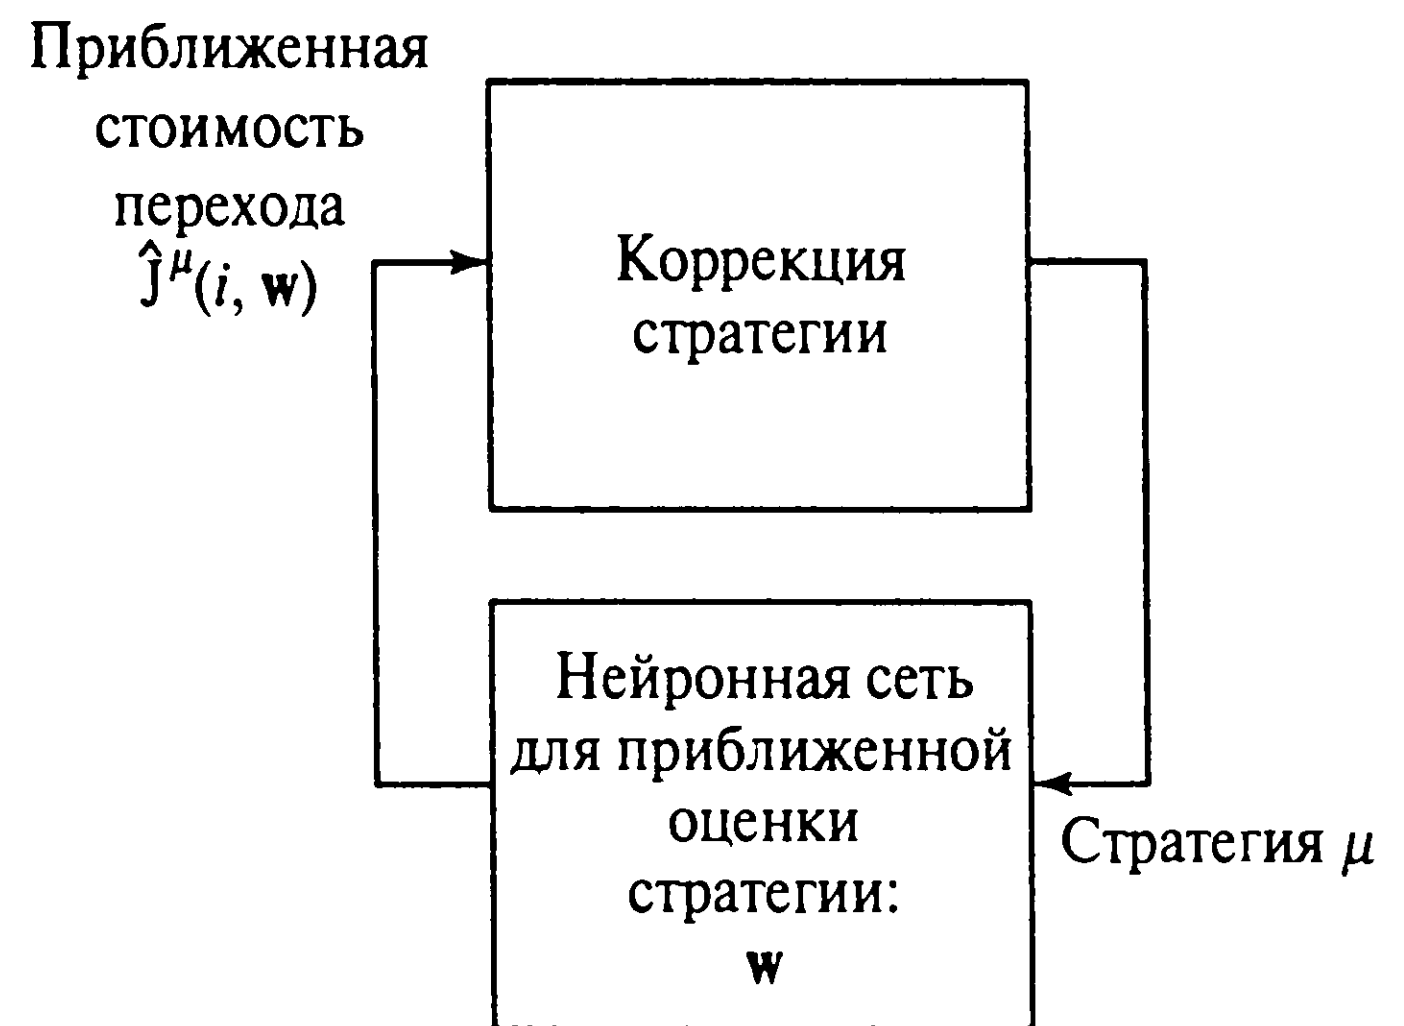 Приближенная
стоимость
перехода
Ĵ^μ(i, w)
Коррекция
стратегии
Нейронная сеть
для приближенной
оценки
стратегии:
w
Стратегия μ